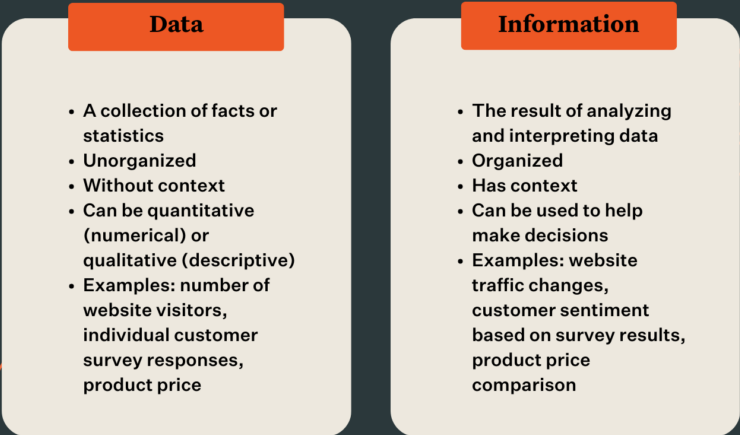 Data
• A collection of facts or
statistics
• Unorganized
• Without context
• Can be quantitative
(numerical) or
qualitative (descriptive)
• Examples: number of
website visitors,
individual customer
survey responses,
product price
Information
• The result of analyzing
and interpreting data
• Organized
• Has context
• Can be used to help
make decisions
• Examples: website
traffic changes,
customer sentiment
based on survey results,
product price
comparison